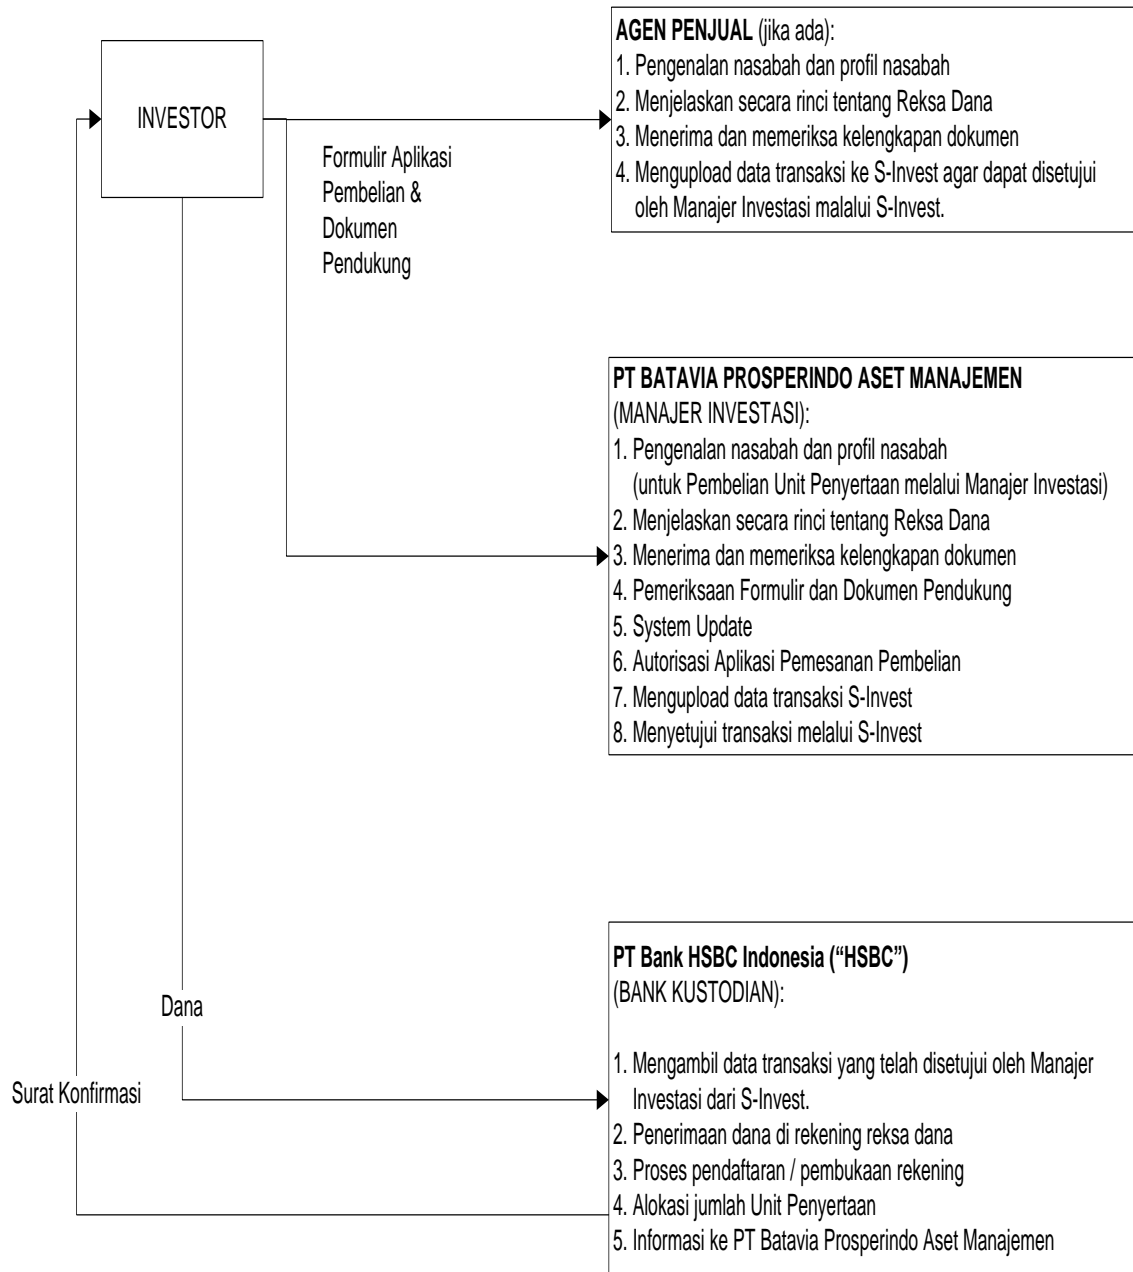 AGEN PENJUAL (jika ada):
1. Pengenalan nasabah dan profil nasabah
2. Menjelaskan secara rinci tentang Reksa Dana
3. Menerima dan memeriksa kelengkapan dokumen
4. Mengupload data transaksi ke S-Invest agar dapat disetujui
oleh Manajer Investasi malalui S-Invest.
INVESTOR
Formulir Aplikasi
Pembelian &
Dokumen
Pendukung
PT BATAVIA PROSPERINDO ASET MANAJEMEN
(MANAJER INVESTASI):
1. Pengenalan nasabah dan profil nasabah
(untuk Pembelian Unit Penyertaan melalui Manajer Investasi)
2. Menjelaskan secara rinci tentang Reksa Dana
3. Menerima dan memeriksa kelengkapan dokumen
4. Pemeriksaan Formulir dan Dokumen Pendukung
5. System Update
6. Autorisasi Aplikasi Pemesanan Pembelian
7. Mengupload data transaksi S-Invest
8. Menyetujui transaksi melalui S-Invest
PT Bank HSBC Indonesia (“HSBC”)
(BANK KUSTODIAN):
1. Mengambil data transaksi yang telah disetujui oleh Manajer
Investasi dari S-Invest.
2. Penerimaan dana di rekening reksa dana
3. Proses pendaftaran / pembukaan rekening
4. Alokasi jumlah Unit Penyertaan
5. Informasi ke PT Batavia Prosperindo Aset Manajemen
Dana
Surat Konfirmasi